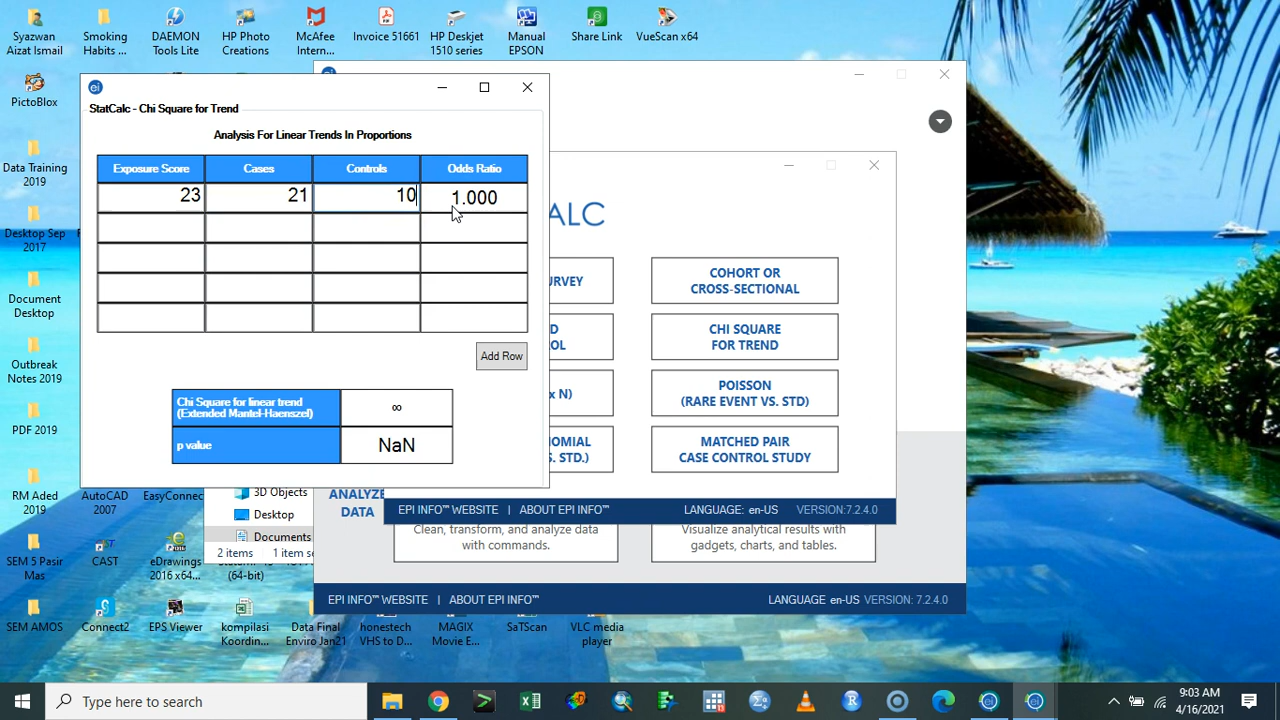 Syazwan
Aizat Ismail
Smoking
Habits ...
DAEMON
Tools Lite
HP Photo
Creations
McAfee
Intern...
Invoice 51661
HP Deskjet
1510 series
Manual
EPSON
Share Link
VueScan x64
PictoBlox
Data Training
2019
Desktop Sep
2017
Document
Desktop
Outbreak
Notes 2019
PDF 2019
RM Aded
2019
AutoCAD
2007
EasyConnect
SEM 5 Pasir
Mas
CAST
eDrawings
2016 x64...
(64-bit)
SEM AMOS
Connect2
EPS Viewer
kompilasi
Koordin...
Data Final
Enviro Jan21
honestech
VHS to D...
MAGIX
Movie E...
SaTScan
VLC media
player
StatCalc - Chi Square for Trend
Analysis For Linear Trends In Proportions
Exposure Score Cases Controls Odds Ratio
23 21 10 1.000
Add Row
Chi Square for linear trend
(Extended Mantel-Haenszel)
∞
p value NaN
ALC
URVEY
COHORT OR
CROSS-SECTIONAL
D
OL
CHI SQUARE
FOR TREND
x N)
POISSON
(RARE EVENT VS. STD)
OMIAL
S. STD.)
MATCHED PAIR
CASE CONTROL STUDY
EPI INFO™ WEBSITE | ABOUT EPI INFO™ LANGUAGE: en-US VERSION:7.2.4.0
ANALYZE
DATA
Clean, transform, and analyze data
with commands.
Visualize analytical results with
gadgets, charts, and tables.
EPI INFO™ WEBSITE | ABOUT EPI INFO™ LANGUAGE en-US VERSION: 7.2.4.0
3D Objects
Desktop
Documents
2 items 1 item se
Type here to search
9:03 AM
4/16/2021